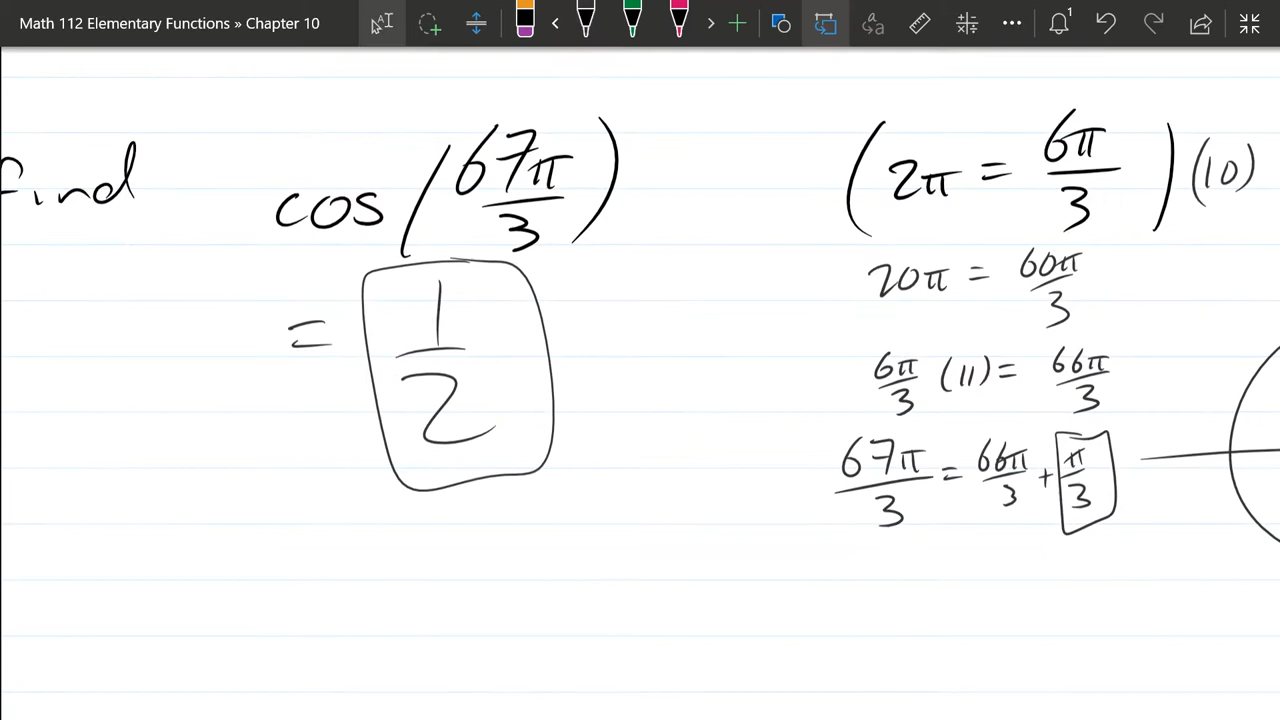 Math 112 Elementary Functions » Chapter 10
find cos(67π/3)
= 1/2
(2π = 6π/3)(10)
20π = 60π/3
6π/3 (11) = 66π/3
67π/3 = 66π/3 + π/3